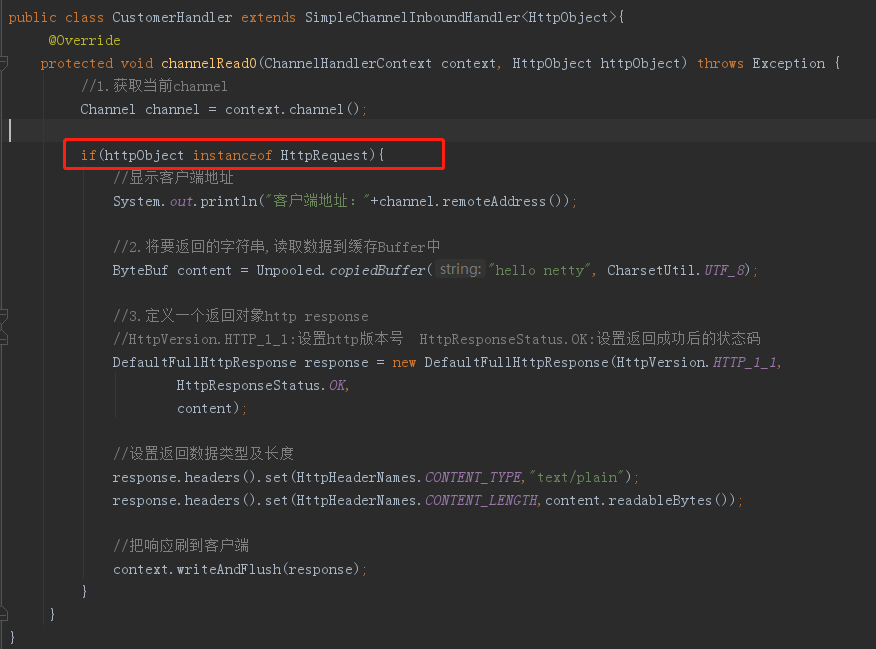 public class CustomerHandler extends SimpleChannelInboundHandler<HttpObject>{
@Override
protected void channelRead0(ChannelHandlerContext context, HttpObject httpObject) throws Exception {
//1.获取当前channel
Channel channel = context.channel();
if(httpObject instanceof HttpRequest){
//显示客户端地址
System.out.println("客户端地址: "+channel.remoteAddress());
//2.将要返回的字符串,读取数据到缓存Buffer中
ByteBuf content = Unpooled.copiedBuffer( string: "hello netty", CharsetUtil.UTF_8);
//3.定义一个返回对象http response
//HttpVersion.HTTP_1_1:设置http版本号  HttpResponseStatus.OK:设置返回成功后的状态码
DefaultFullHttpResponse response = new DefaultFullHttpResponse(HttpVersion.HTTP_1_1,
HttpResponseStatus.OK,
content);
//设置返回数据类型及长度
response.headers().set(HttpHeaderNames.CONTENT_TYPE,"text/plain");
response.headers().set(HttpHeaderNames.CONTENT_LENGTH,content.readableBytes());
//把响应刷到客户端
context.writeAndFlush(response);
}
}
}